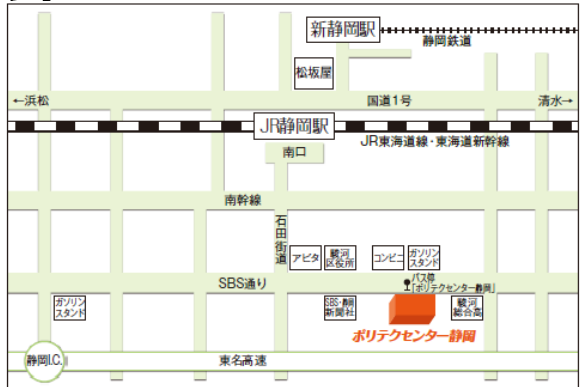 新静岡駅
静岡鉄道
松坂屋
←浜松
国道1号
清水→
JR静岡駅
JR東海道線・東海道新幹線
南口
南幹線
石田街道
アピタ
駿河
区役所
コンビニ
ガソリン
スタンド
SBS通り
バス停
「ポリテクセンター静岡」
ガソリン
スタンド
SBS・静岡
新聞社
駿河
総合高
ポリテクセンター静岡
静岡I.C.
東名高速